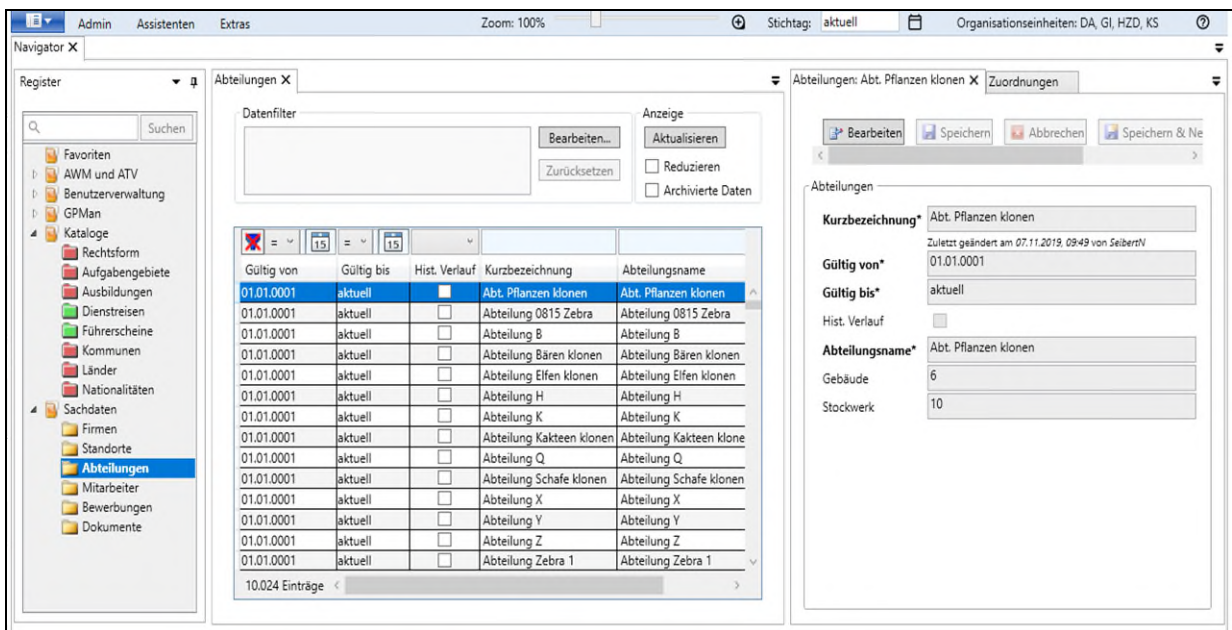 Admin Assistenten Extras Zoom: 100% Stichtag: aktuell Organisationseinheiten: DA, GI, HZD, KS
Navigator X
Register
Suchen
Favoriten
AWM und ATV
Benutzerverwaltung
GPMan
Kataloge
Rechtsform
Aufgabengebiete
Ausbildungen
Dienstreisen
Führerscheine
Kommunen
Länder
Nationalitäten
Sachdaten
Firmen
Standorte
Abteilungen
Mitarbeiter
Bewerbungen
Dokumente
Abteilungen X
Datenfilter
Bearbeiten...
Zurücksetzen
Anzeige
Aktualisieren
Reduzieren
Archivierte Daten
= 15 = 15
Gültig von Gültig bis Hist. Verlauf Kurzbezeichnung Abteilungsname
01.01.0001 aktuell Abt. Pflanzen klonen Abt. Pflanzen klonen
01.01.0001 aktuell Abteilung 0815 Zebra Abteilung 0815 Zebra
01.01.0001 aktuell Abteilung B Abteilung B
01.01.0001 aktuell Abteilung Bären klonen Abteilung Bären klonen
01.01.0001 aktuell Abteilung Elfen klonen Abteilung Elfen klonen
01.01.0001 aktuell Abteilung H Abteilung H
01.01.0001 aktuell Abteilung K Abteilung K
01.01.0001 aktuell Abteilung Kakteen klonen Abteilung Kakteen klone
01.01.0001 aktuell Abteilung Q Abteilung Q
01.01.0001 aktuell Abteilung Schafe klonen Abteilung Schafe klonen
01.01.0001 aktuell Abteilung X Abteilung X
01.01.0001 aktuell Abteilung Y Abteilung Y
01.01.0001 aktuell Abteilung Z Abteilung Z
01.01.0001 aktuell Abteilung Zebra 1 Abteilung Zebra 1
10.024 Einträge
Abteilungen: Abt. Pflanzen klonen X Zuordnungen
Bearbeiten Speichern Abbrechen Speichern & Ne
Abteilungen
Kurzbezeichnung* Abt. Pflanzen klonen
Zuletzt geändert am 07.11.2019, 09:49 von SeibertN
Gültig von* 01.01.0001
Gültig bis* aktuell
Hist. Verlauf
Abteilungsname* Abt. Pflanzen klonen
Gebäude 6
Stockwerk 10